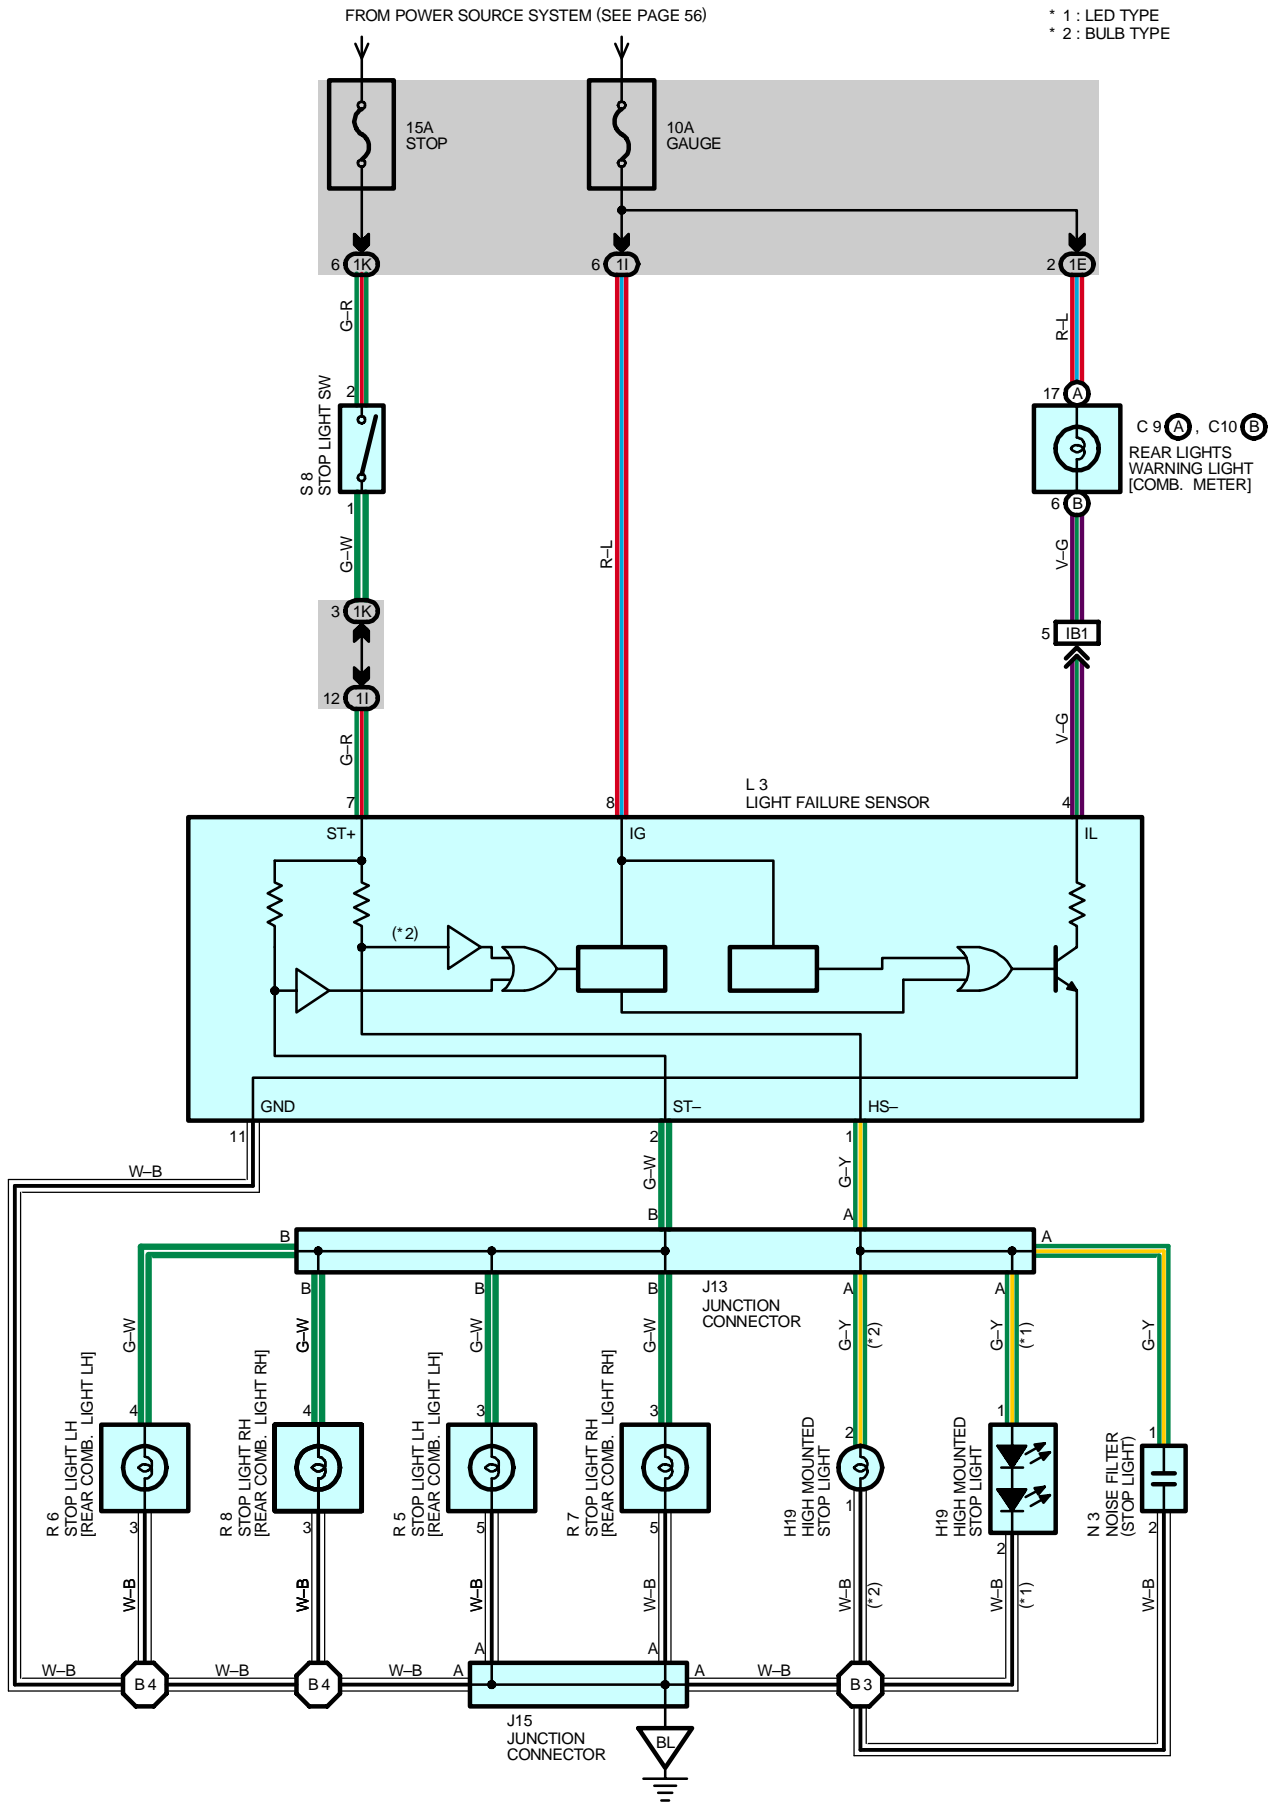 FROM POWER SOURCE SYSTEM (SEE PAGE 56)
* 1 : LED TYPE
* 2 : BULB TYPE
15A
STOP
10A
GAUGE
6 1K
6 1I
2 1E
G–R
R–L
2
S 8
STOP LIGHT SW
1
17 A
C 9 A , C10 B
REAR LIGHTS
WARNING LIGHT
[COMB. METER]
6 B
G–W
R–L
V–G
3 1K
5 IB1
12 1I
G–R
V–G
L 3
LIGHT FAILURE SENSOR
7
8
4
ST+
IG
IL
(*2)
GND
ST–
HS–
11
2
1
W–B
G–W
G–Y
B
A
B
A
B
B
B
A
A
J13
JUNCTION
CONNECTOR
G–W
G–W
G–W
G–W
G–Y
(*2)
G–Y
(*1)
G–Y
4
4
3
3
2
1
1
R 6
STOP LIGHT LH
[REAR COMB. LIGHT LH]
R 8
STOP LIGHT RH
[REAR COMB. LIGHT RH]
R 5
STOP LIGHT LH
[REAR COMB. LIGHT LH]
R 7
STOP LIGHT RH
[REAR COMB. LIGHT RH]
H19
HIGH MOUNTED
STOP LIGHT
H19
HIGH MOUNTED
STOP LIGHT
N 3
NOISE FILTER
(STOP LIGHT)
3
3
5
5
1
2
2
W–B
W–B
W–B
W–B
W–B
(*2)
W–B
(*1)
W–B
A
A
W–B
B 4
W–B
B 4
W–B
A
A
W–B
B 3
J15
JUNCTION
CONNECTOR
BL